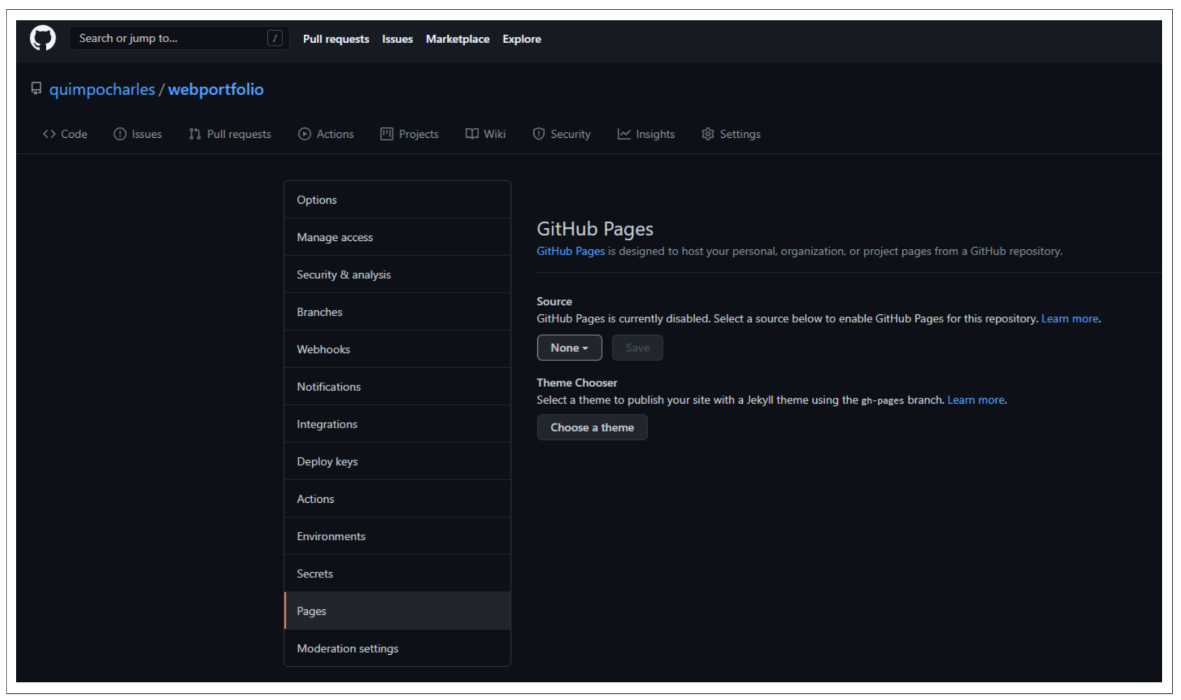 Search or jump to... /
Pull requests Issues Marketplace Explore
quimpocharles / webportfolio
Code Issues Pull requests Actions Projects Wiki Security Insights Settings
Options
Manage access
Security & analysis
Branches
Webhooks
Notifications
Integrations
Deploy keys
Actions
Environments
Secrets
Pages
Moderation settings
GitHub Pages
GitHub Pages is designed to host your personal, organization, or project pages from a GitHub repository.
Source
GitHub Pages is currently disabled. Select a source below to enable GitHub Pages for this repository. Learn more.
None Save
Theme Chooser
Select a theme to publish your site with a Jekyll theme using the gh-pages branch. Learn more.
Choose a theme